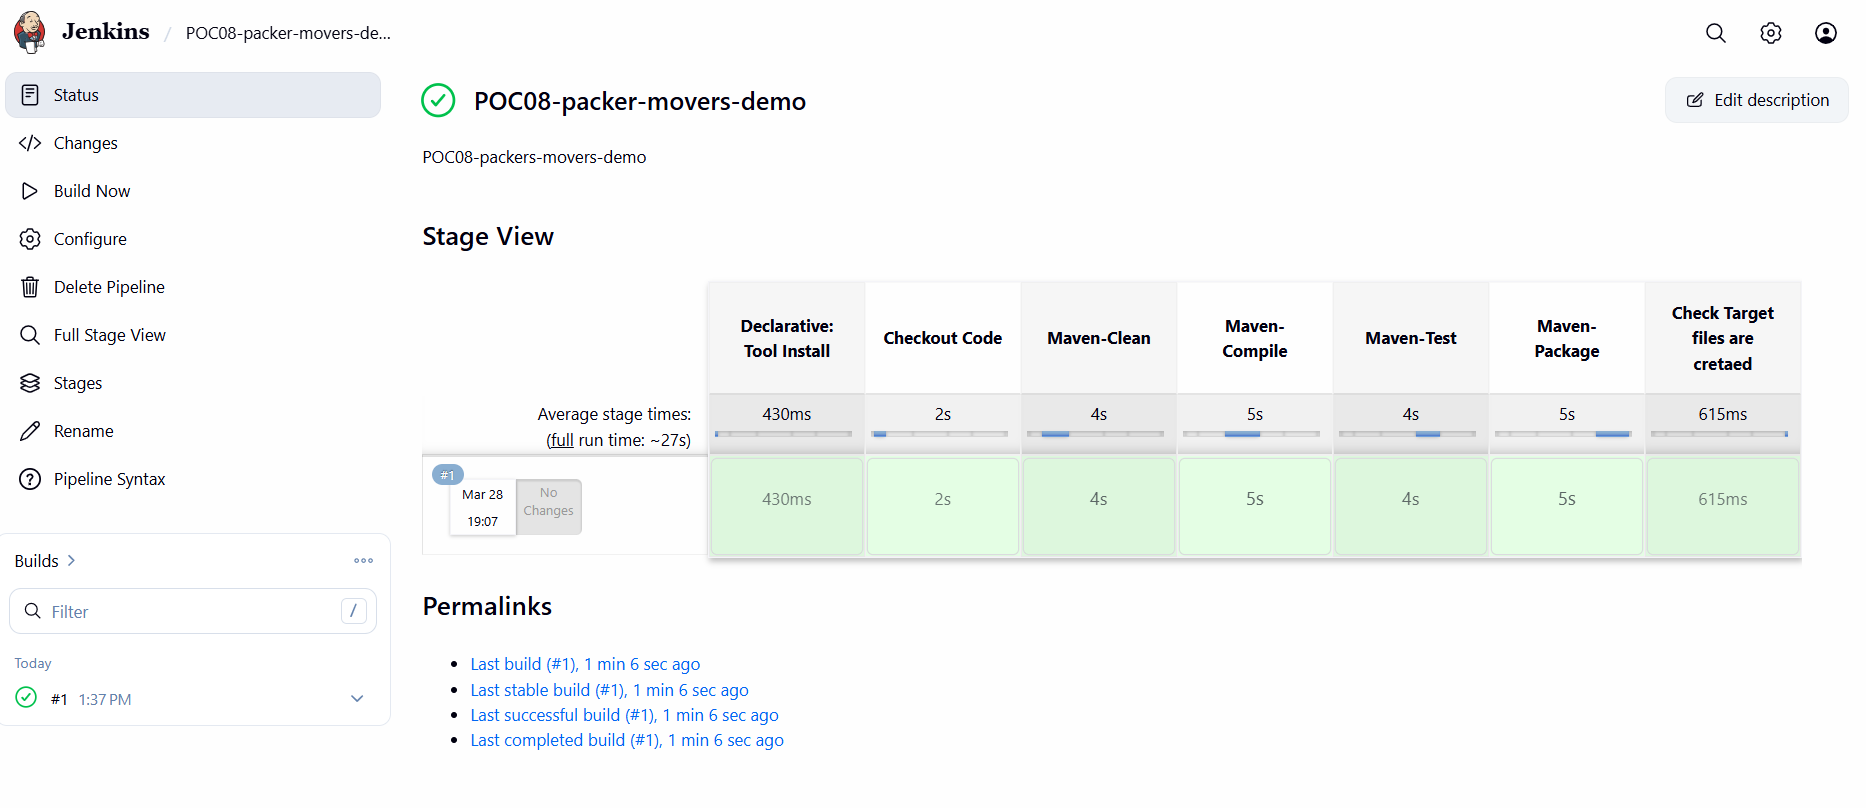 Jenkins / POC08-packer-movers-de...
Status
Changes
Build Now
Configure
Delete Pipeline
Full Stage View
Stages
Rename
Pipeline Syntax
Builds
Filter /
Today
#1 1:37 PM
POC08-packer-movers-demo
Edit description
POC08-packers-movers-demo
Stage View
Declarative:
Tool Install
Checkout Code
Maven-Clean
Maven-
Compile
Maven-Test
Maven-
Package
Check Target
files are
cretaed
Average stage times:
(full run time: ~27s)
430ms 2s 4s 5s 4s 5s 615ms
#1
Mar 28
19:07
No
Changes
430ms 2s 4s 5s 4s 5s 615ms
Permalinks
Last build (#1), 1 min 6 sec ago
Last stable build (#1), 1 min 6 sec ago
Last successful build (#1), 1 min 6 sec ago
Last completed build (#1), 1 min 6 sec ago